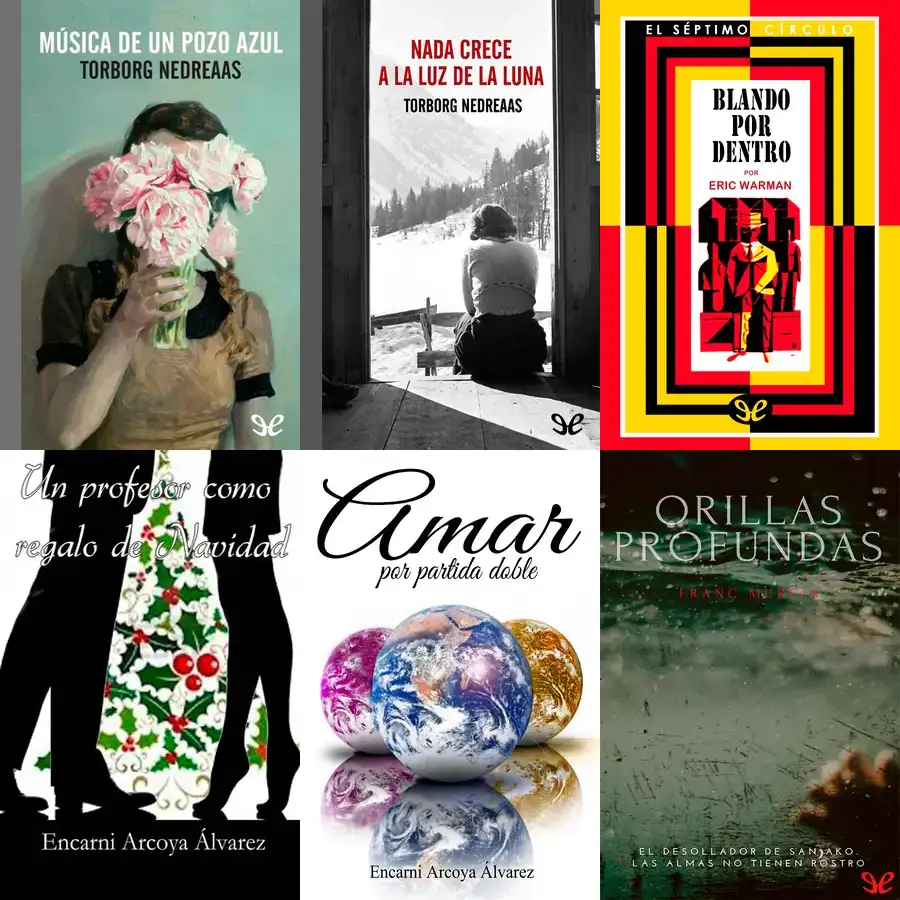 MÚSICA DE UN POZO AZUL
TORBORG NEDREAAS
NADA CRECE
A LA LUZ DE LA LUNA
TORBORG NEDREAAS
EL SÉPTIMO CÍRCULO
BLANDO
POR
DENTRO
POR
ERIC WARMAN
Un profesor como
regalo de Navidad
Encarni Arcoya Álvarez
Amar
por partida doble
Encarni Arcoya Álvarez
ORILLAS
PROFUNDAS
FRANC MURCIA
EL DESOLLADOR DE SANJAKO.
LAS ALMAS NO TIENEN ROSTRO